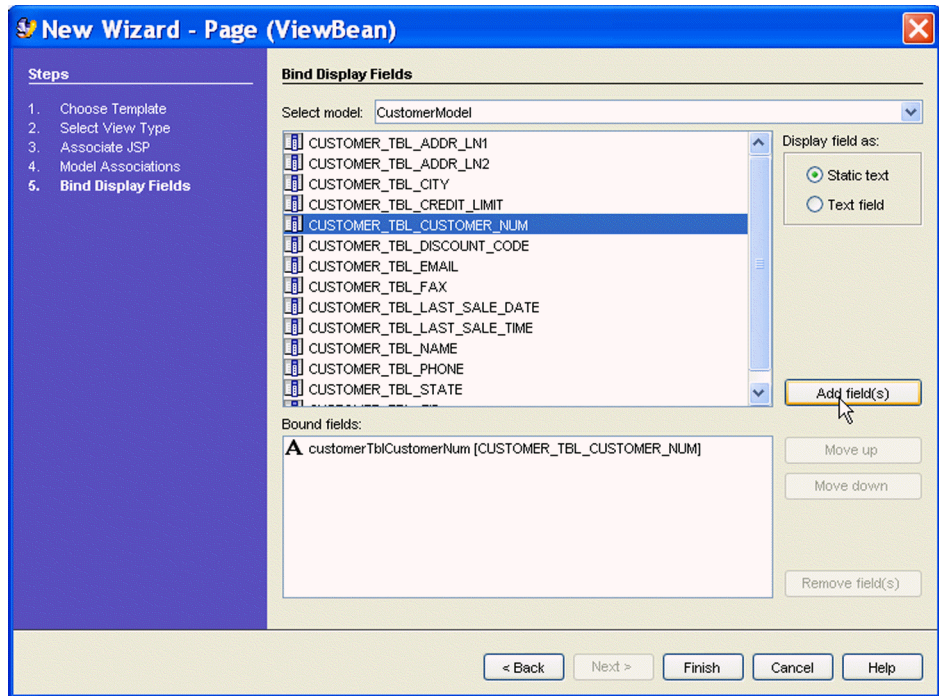 New Wizard - Page (ViewBean)
Steps
1. Choose Template
2. Select View Type
3. Associate JSP
4. Model Associations
5. Bind Display Fields
Bind Display Fields
Select model: CustomerModel
CUSTOMER_TBL_ADDR_LN1
CUSTOMER_TBL_ADDR_LN2
CUSTOMER_TBL_CITY
CUSTOMER_TBL_CREDIT_LIMIT
CUSTOMER_TBL_CUSTOMER_NUM
CUSTOMER_TBL_DISCOUNT_CODE
CUSTOMER_TBL_EMAIL
CUSTOMER_TBL_FAX
CUSTOMER_TBL_LAST_SALE_DATE
CUSTOMER_TBL_LAST_SALE_TIME
CUSTOMER_TBL_NAME
CUSTOMER_TBL_PHONE
CUSTOMER_TBL_STATE
Display field as:
Static text
Text field
Add field(s)
Bound fields:
A customerTblCustomerNum [CUSTOMER_TBL_CUSTOMER_NUM]
Move up
Move down
Remove field(s)
< Back Next > Finish Cancel Help